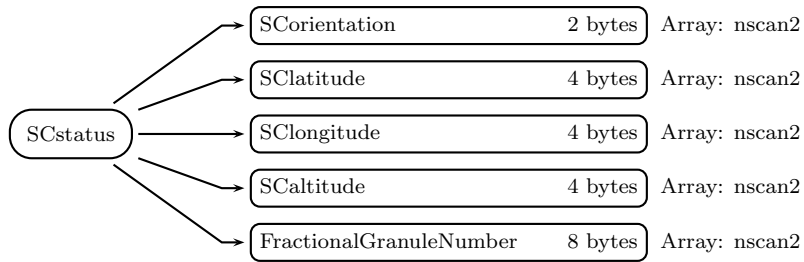 SCorientation 2 bytes Array: nscan2
SClatitude 4 bytes Array: nscan2
SCstatus
SClongitude 4 bytes Array: nscan2
SCaltitude 4 bytes Array: nscan2
FractionalGranuleNumber 8 bytes Array: nscan2